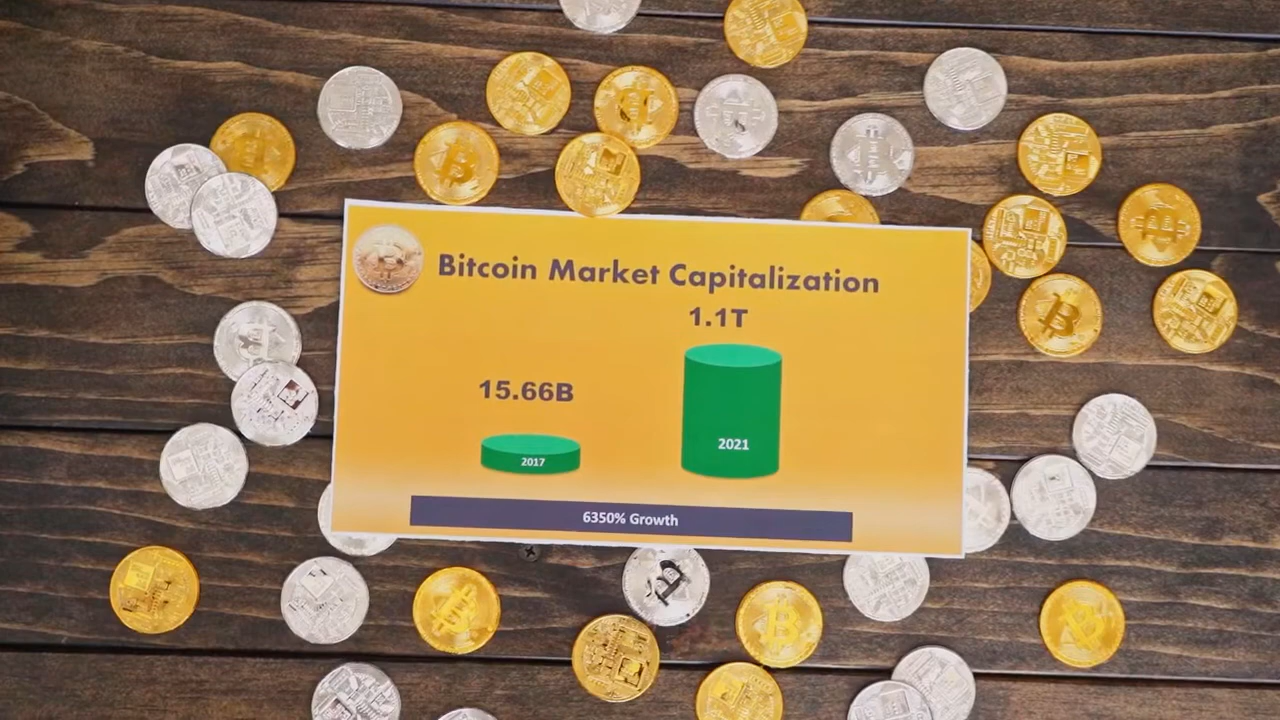 Bitcoin Market Capitalization
1.1T
15.66B
2021
2017
6350% Growth